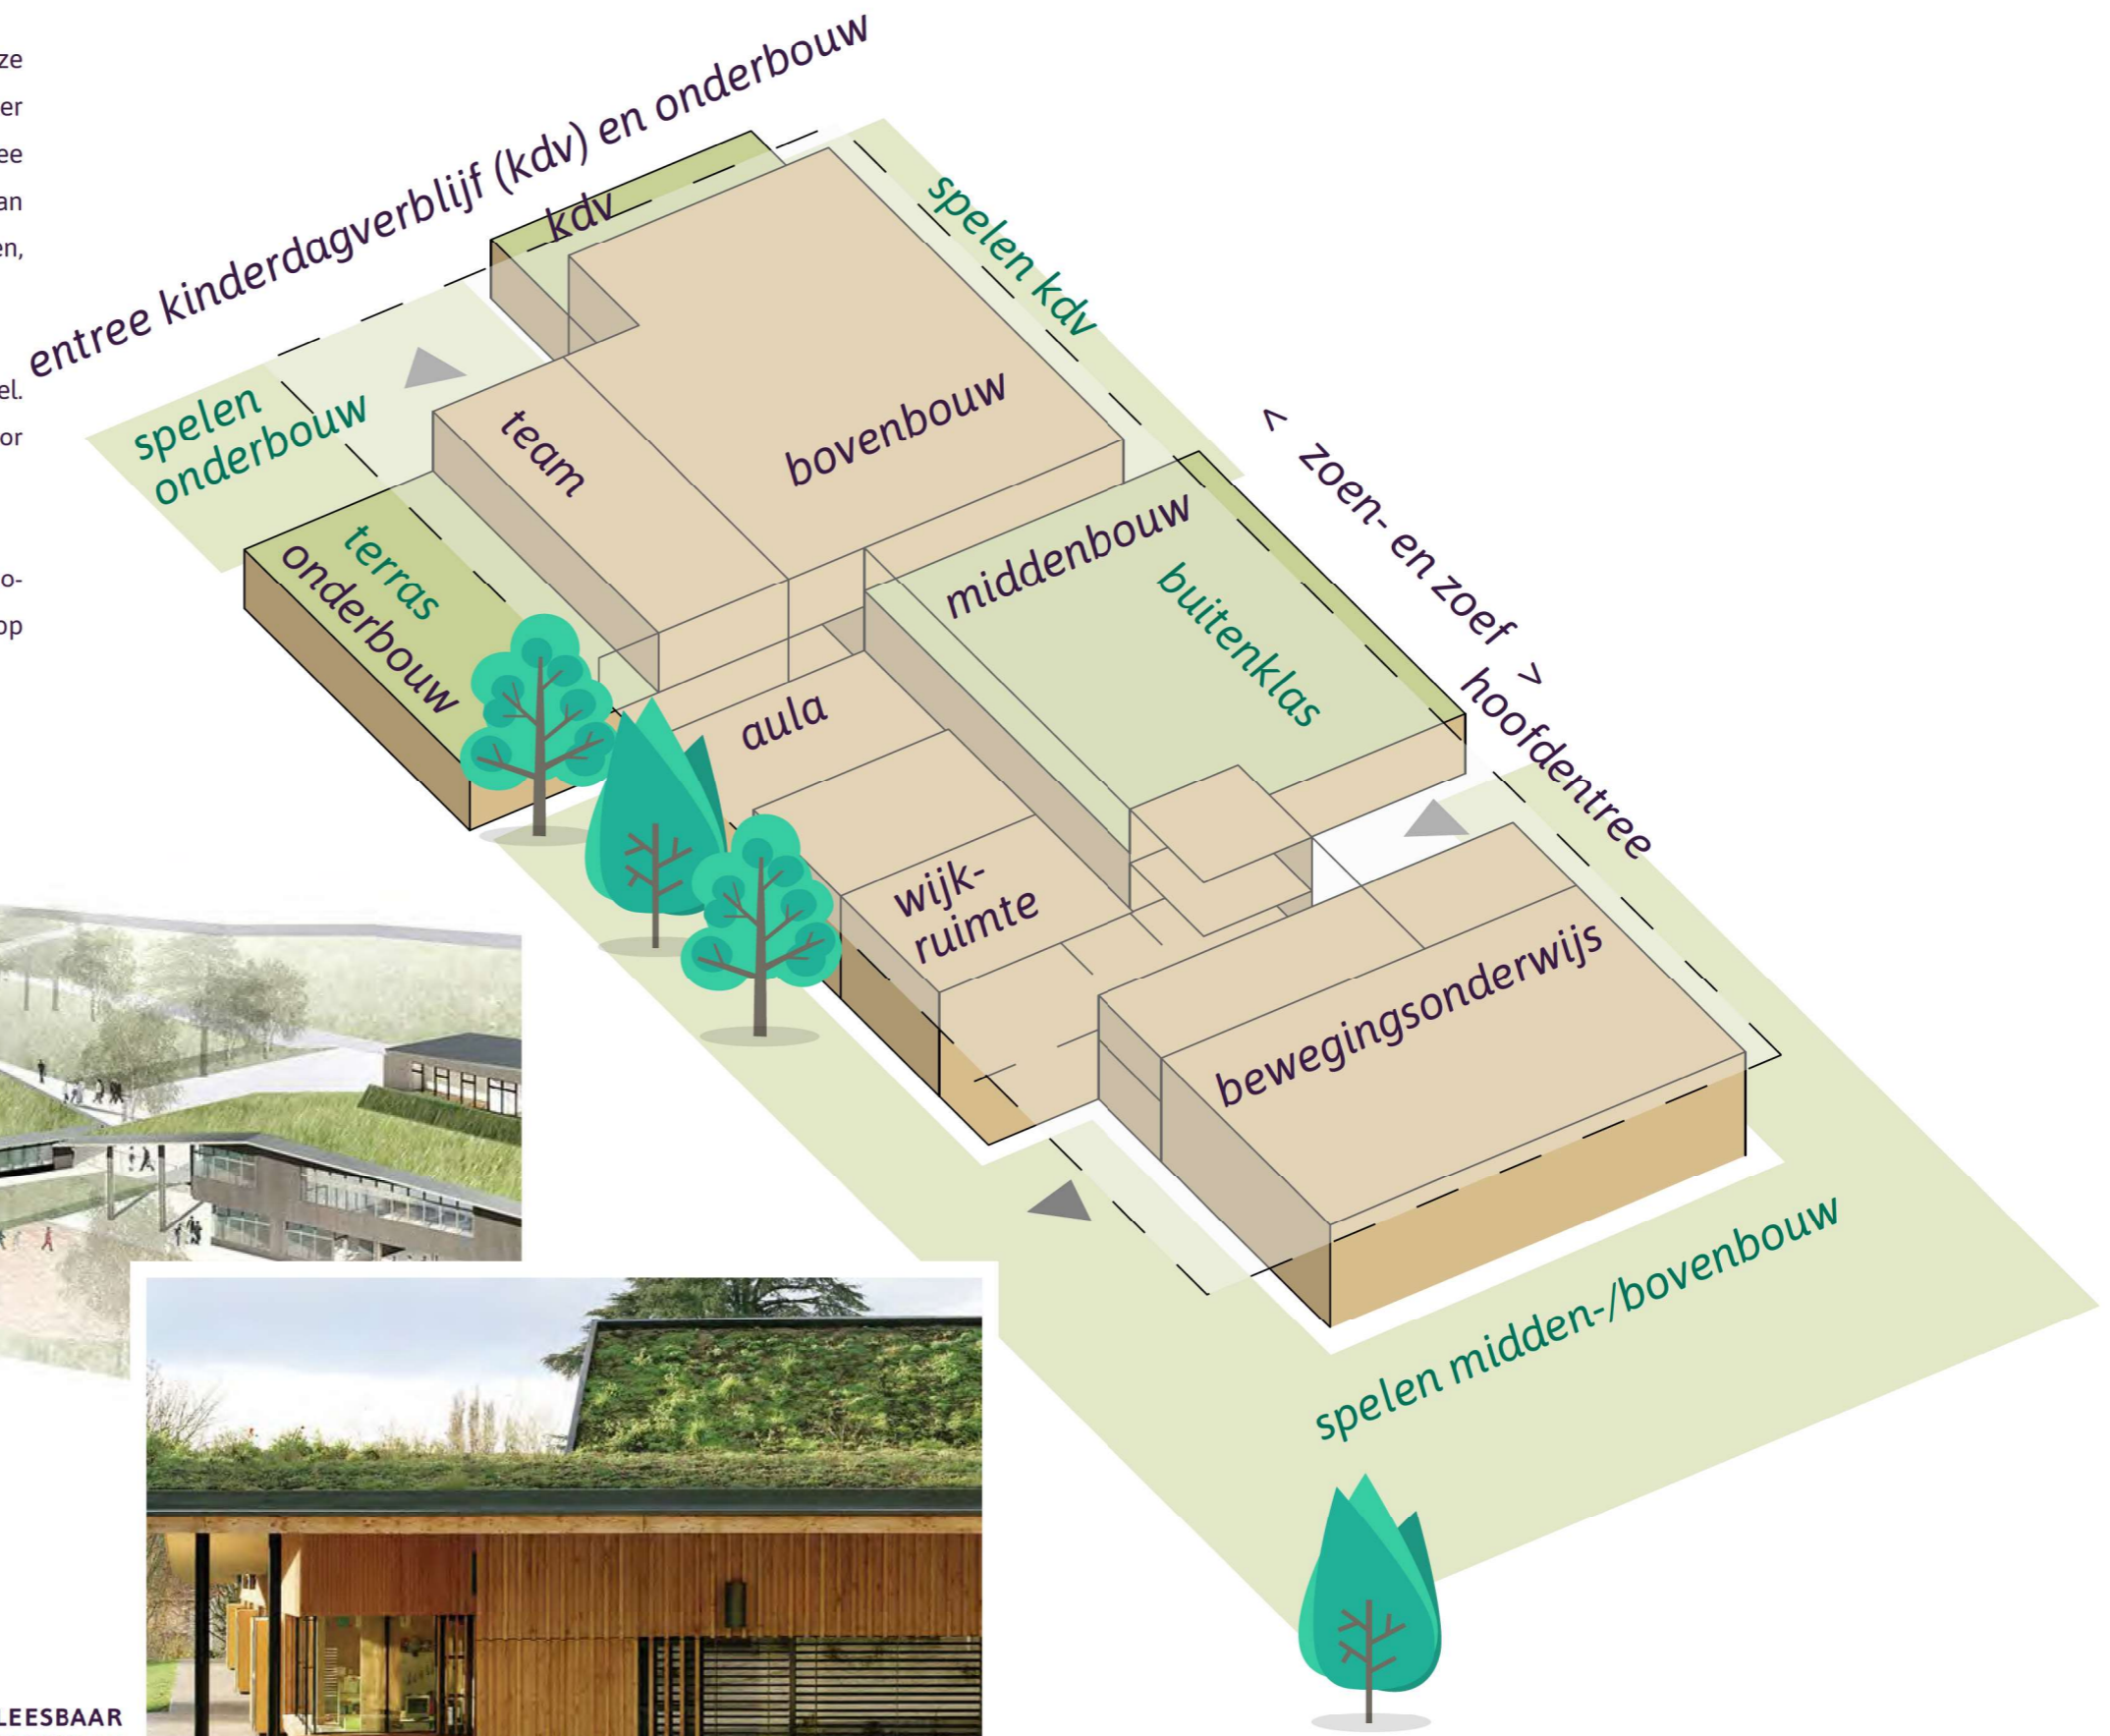 ze
er
ee
an
en,
el.
or
o-
op
entree kinderdagverblijf (kdv) en onderbouw
kdv
spelen kdv
spelen
onderbouw
team
bovenbouw
terras
onderbouw
middenbouw
buitenklas
< zoen- en zoef >
hoofdentree
aula
wijk-
ruimte
bewegingsonderwijs
spelen midden-/bovenbouw
LEESBAAR